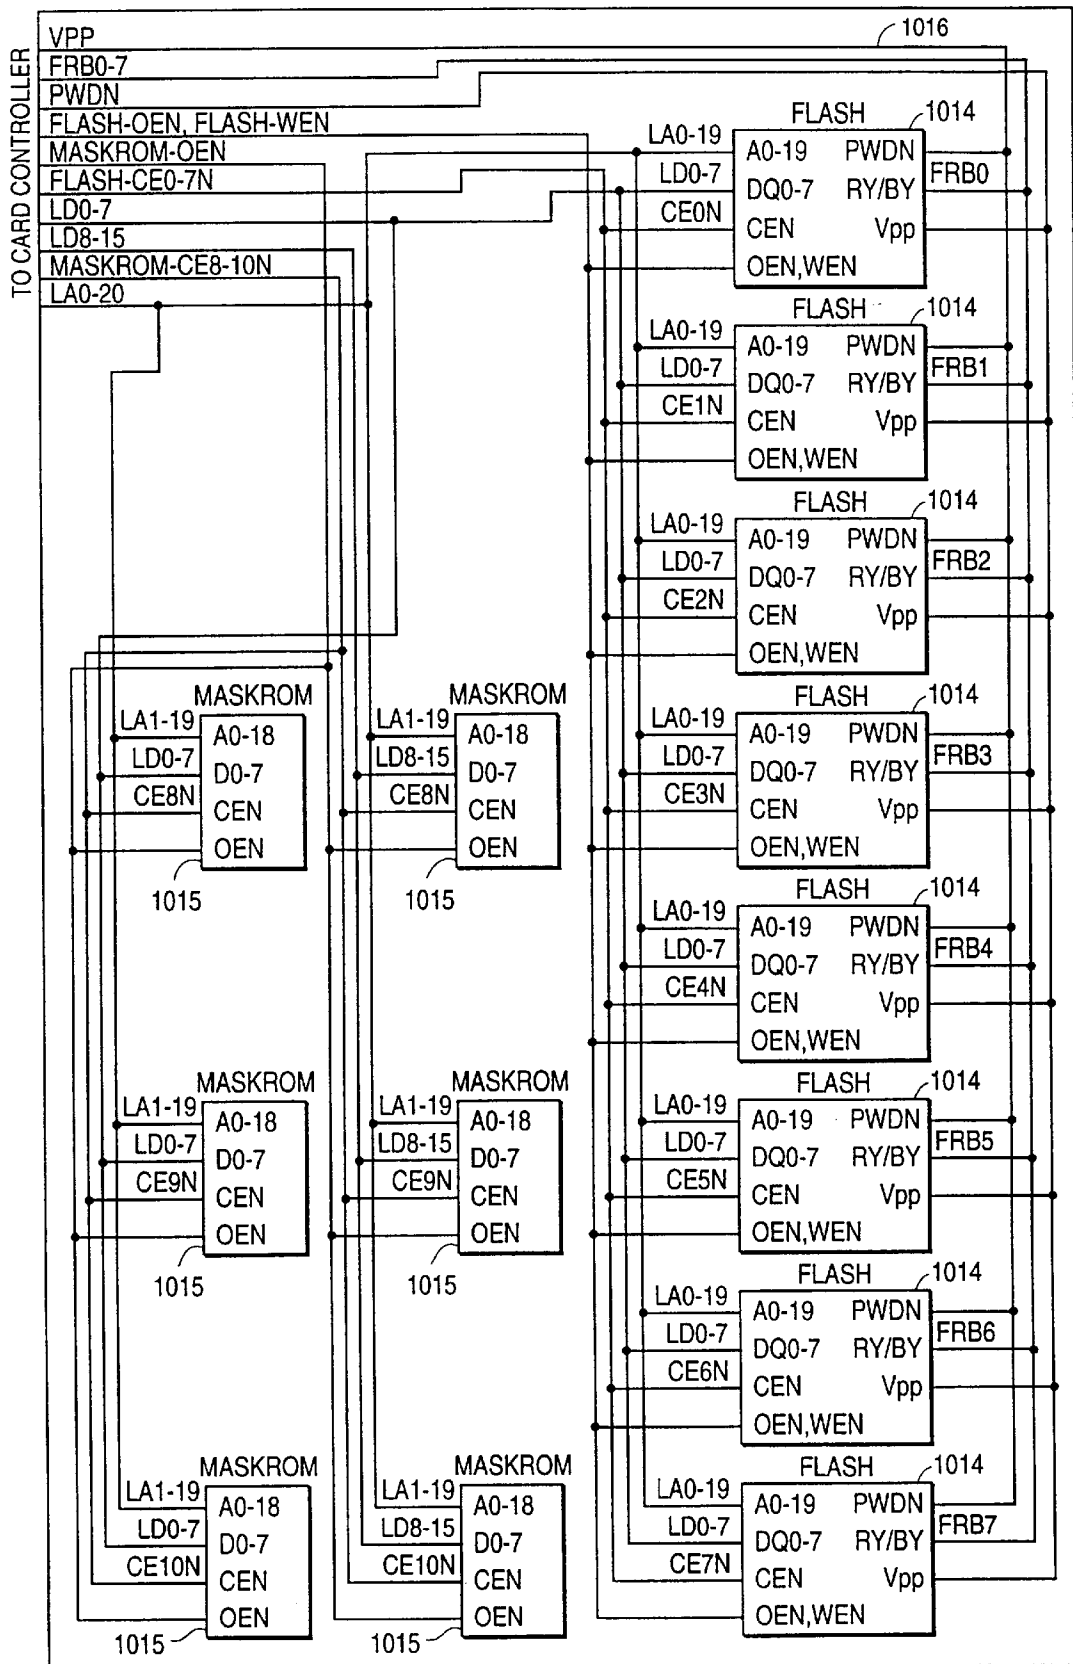 TO CARD CONTROLLER
VPP
FRB0-7
PWDN
FLASH-OEN, FLASH-WEN
MASKROM-OEN
FLASH-CE0-7N
LD0-7
LD8-15
MASKROM-CE8-10N
LA0-20
1016
FLASH 1014
LA0-19 A0-19 PWDN
LD0-7 DQ0-7 RY/BY FRB0
CE0N CEN Vpp
OEN,WEN
FLASH 1014
LA0-19 A0-19 PWDN
LD0-7 DQ0-7 RY/BY FRB1
CE1N CEN Vpp
OEN,WEN
FLASH 1014
LA0-19 A0-19 PWDN
LD0-7 DQ0-7 RY/BY FRB2
CE2N CEN Vpp
OEN,WEN
FLASH 1014
LA0-19 A0-19 PWDN
LD0-7 DQ0-7 RY/BY FRB3
CE3N CEN Vpp
OEN,WEN
FLASH 1014
LA0-19 A0-19 PWDN
LD0-7 DQ0-7 RY/BY FRB4
CE4N CEN Vpp
OEN,WEN
FLASH 1014
LA0-19 A0-19 PWDN
LD0-7 DQ0-7 RY/BY FRB5
CE5N CEN Vpp
OEN,WEN
FLASH 1014
LA0-19 A0-19 PWDN
LD0-7 DQ0-7 RY/BY FRB6
CE6N CEN Vpp
OEN,WEN
FLASH 1014
LA0-19 A0-19 PWDN
LD0-7 DQ0-7 RY/BY FRB7
CE7N CEN Vpp
OEN,WEN
MASKROM
LA1-19 A0-18
LD0-7 D0-7
CE8N CEN
OEN
1015
MASKROM
LA1-19 A0-18
LD8-15 D0-7
CE8N CEN
OEN
1015
MASKROM
LA1-19 A0-18
LD0-7 D0-7
CE9N CEN
OEN
1015
MASKROM
LA1-19 A0-18
LD8-15 D0-7
CE9N CEN
OEN
1015
MASKROM
LA1-19 A0-18
LD0-7 D0-7
CE10N CEN
OEN
1015
MASKROM
LA1-19 A0-18
LD8-15 D0-7
CE10N CEN
OEN
1015